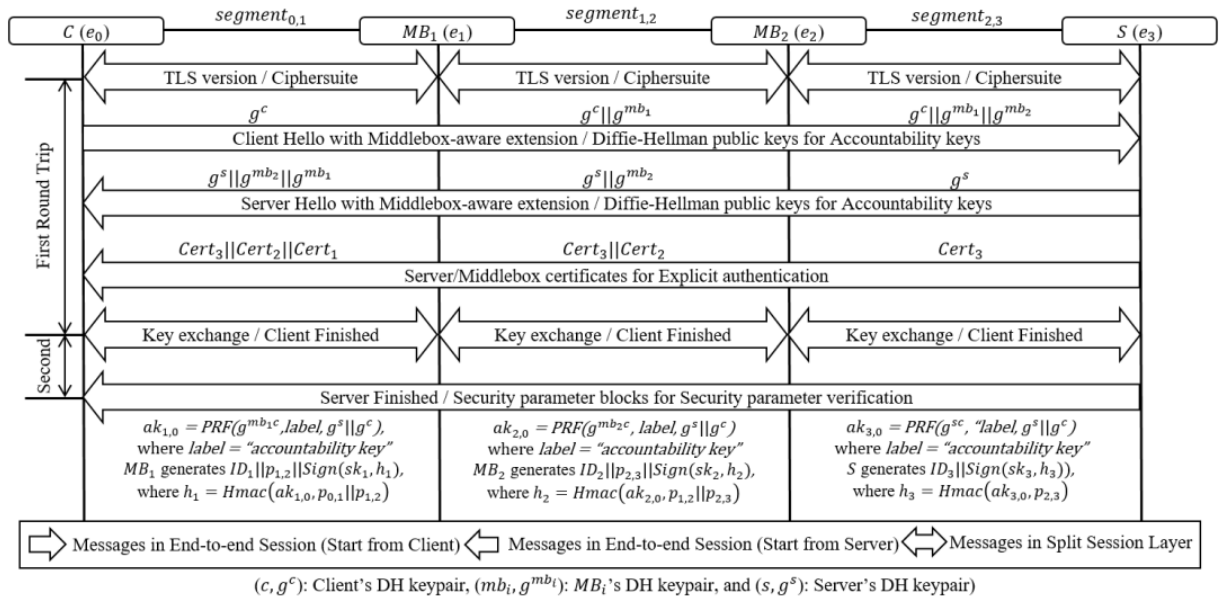 segment₀,₁ segment₁,₂ segment₂,₃
C (e₀) MB₁ (e₁) MB₂ (e₂) S (e₃)
TLS version / Ciphersuite TLS version / Ciphersuite TLS version / Ciphersuite
g^c g^c||g^{mb₁} g^c||g^{mb₁}||g^{mb₂}
Client Hello with Middlebox-aware extension / Diffie-Hellman public keys for Accountability keys
g^s||g^{mb₂}||g^{mb₁} g^s||g^{mb₂} g^s
Server Hello with Middlebox-aware extension / Diffie-Hellman public keys for Accountability keys
First Round Trip
Cert₃||Cert₂||Cert₁ Cert₃||Cert₂ Cert₃
Server/Middlebox certificates for Explicit authentication
Key exchange / Client Finished Key exchange / Client Finished Key exchange / Client Finished
Second
Server Finished / Security parameter blocks for Security parameter verification
ak₁,₀ = PRF(g^{mb₁c},label, g^s||g^c), ak₂,₀ = PRF(g^{mb₂c}, label, g^s||g^c) ak₃,₀ = PRF(g^{sc}, “label, g^s||g^c)
where label = “accountability key” where label = “accountability key” where label = “accountability key”
MB₁ generates ID₁||p₁,₂||Sign(sk₁, h₁), MB₂ generates ID₂||p₂,₃||Sign(sk₂, h₂), S generates ID₃||Sign(sk₃, h₃)),
where h₁ = Hmac(ak₁,₀, p₀,₁||p₁,₂) where h₂ = Hmac(ak₂,₀, p₁,₂||p₂,₃) where h₃ = Hmac(ak₃,₀, p₂,₃)
Messages in End-to-end Session (Start from Client) Messages in End-to-end Session (Start from Server) Messages in Split Session Layer
(c, g^c): Client’s DH keypair, (mbᵢ, g^{mbᵢ}): MBᵢ’s DH keypair, and (s, g^s): Server’s DH keypair)